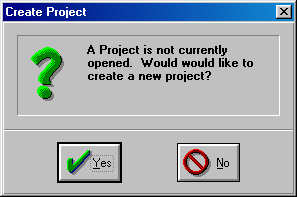 Create Project
A Project is not currently
opened. Would would like to
create a new project?
Yes
No